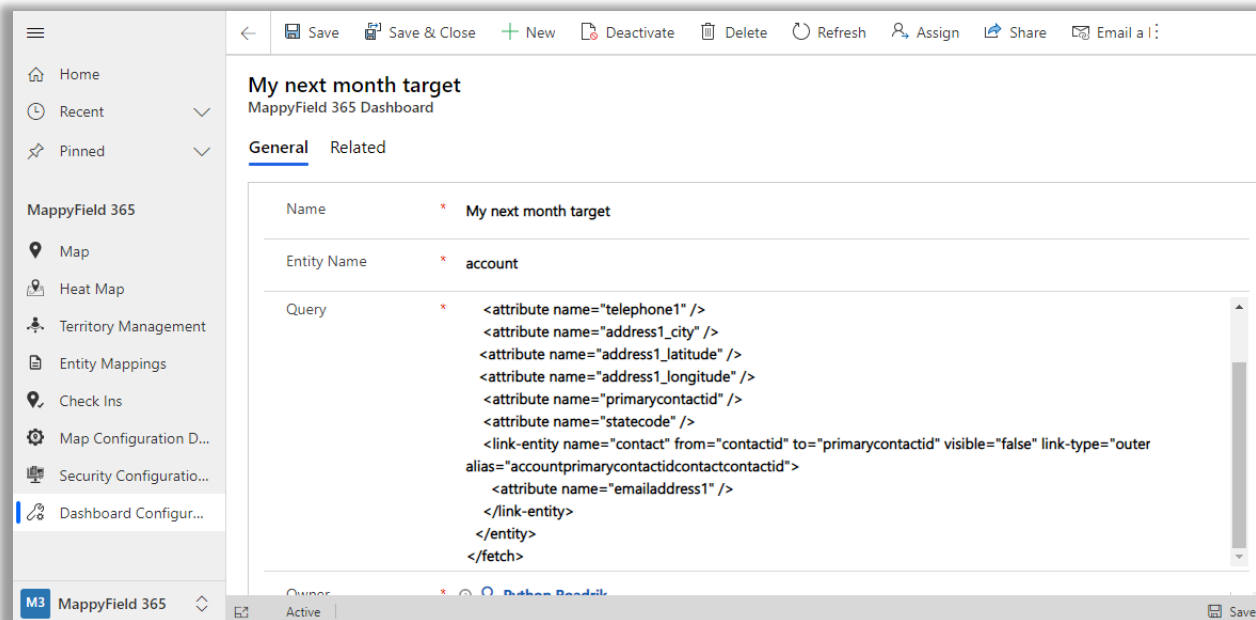 Save
Save & Close
New
Deactivate
Delete
Refresh
Assign
Share
Email a l
Home
Recent
Pinned
MappyField 365
Map
Heat Map
Territory Management
Entity Mappings
Check Ins
Map Configuration D...
Security Configuratio...
Dashboard Configur...
M3 MappyField 365
My next month target
MappyField 365 Dashboard
General Related
Name * My next month target
Entity Name * account
Query * <attribute name="telephone1" />
<attribute name="address1_city" />
<attribute name="address1_latitude" />
<attribute name="address1_longitude" />
<attribute name="primarycontactid" />
<attribute name="statecode" />
<link-entity name="contact" from="contactid" to="primarycontactid" visible="false" link-type="outer
alias="accountprimarycontactidcontactcontactid">
<attribute name="emailaddress1" />
</link-entity>
</entity>
</fetch>
Owner * Python Roadrik
Active
Save